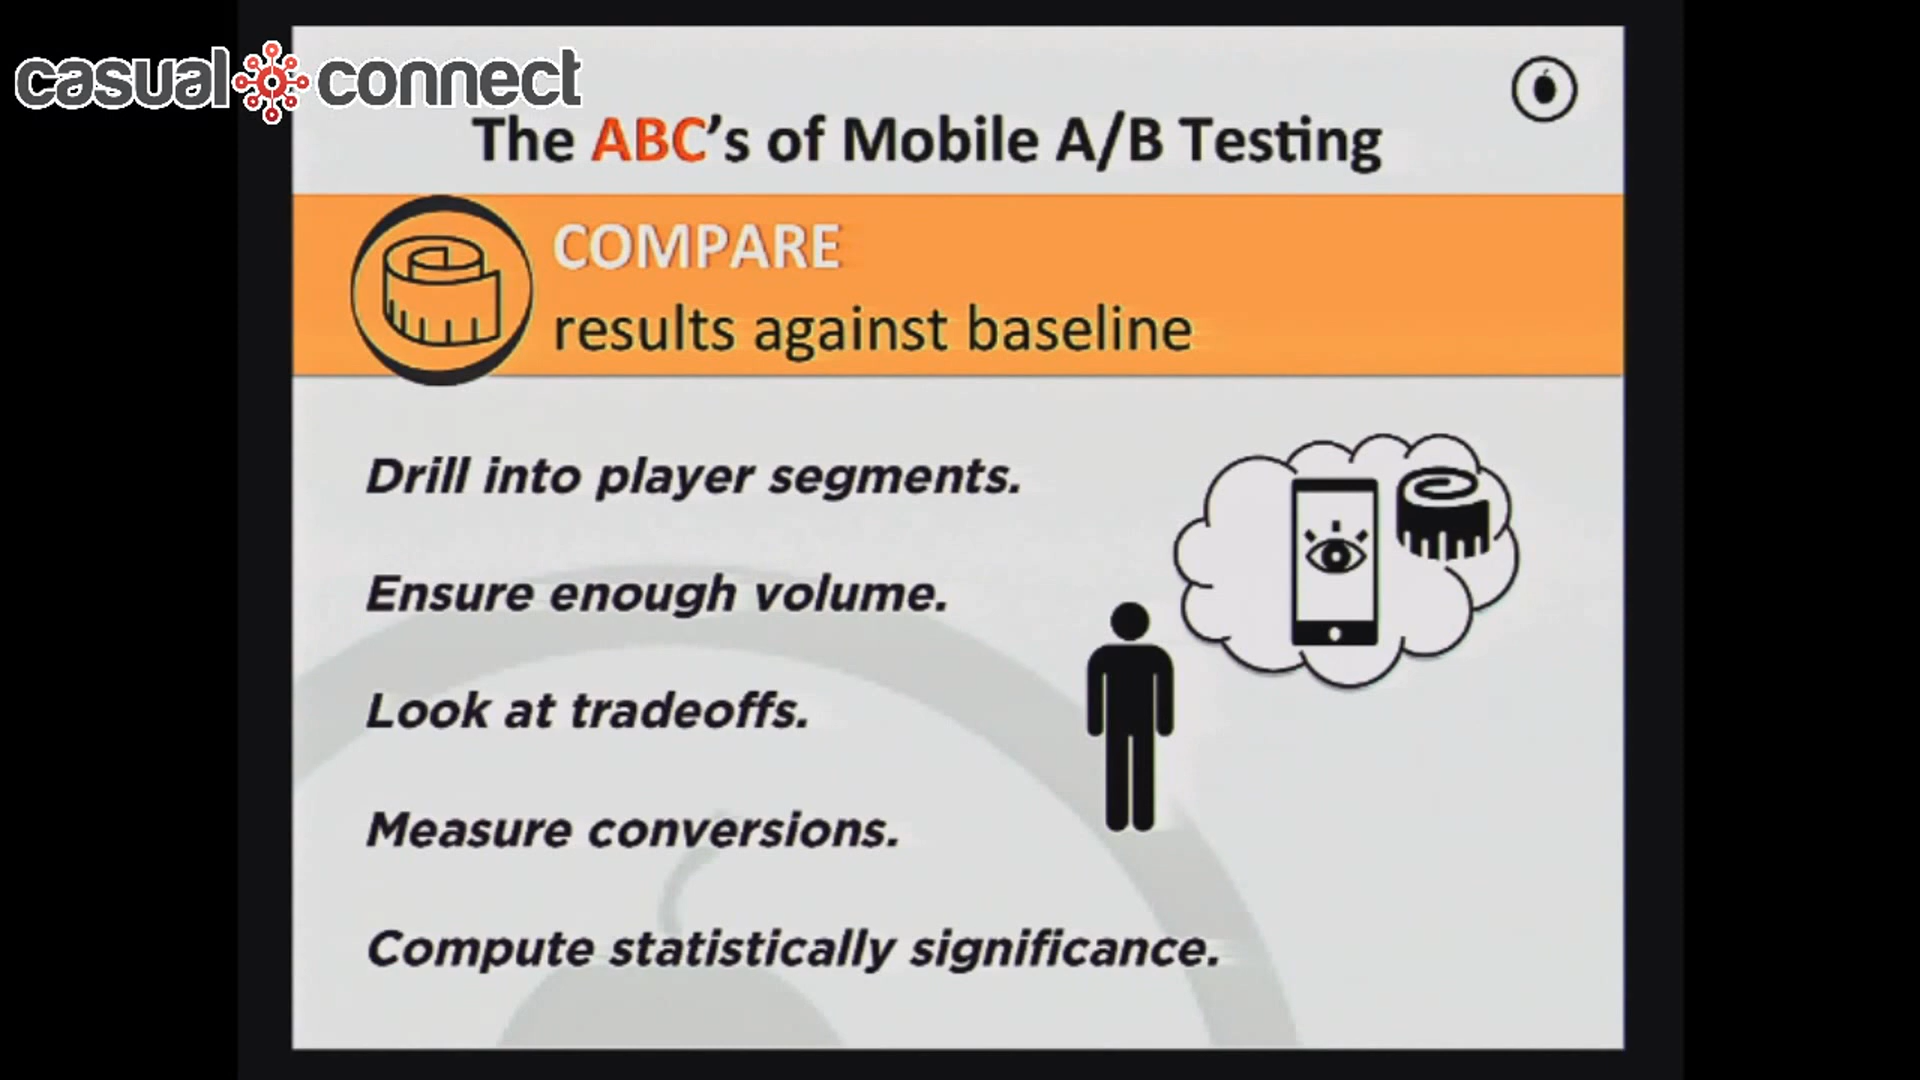 casual connect
The ABC's of Mobile A/B Testing
COMPARE
results against baseline
Drill into player segments.
Ensure enough volume.
Look at tradeoffs.
Measure conversions.
Compute statistically significance.